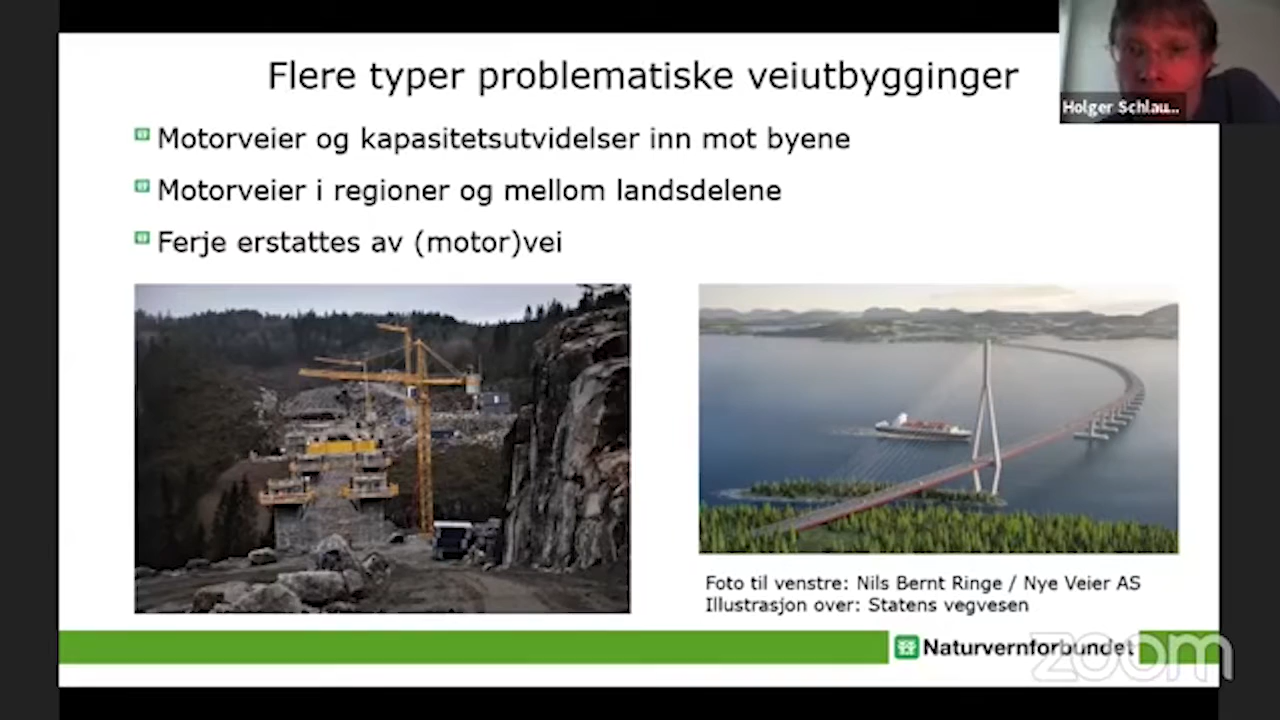 Flere typer problematiske veiutbygginger
Holger Schlau...
Motorveier og kapasitetsutvidelser inn mot byene
Motorveier i regioner og mellom landsdelene
Ferje erstattes av (motor)vei
Foto til venstre: Nils Bernt Ringe / Nye Veier AS
Illustrasjon over: Statens vegvesen
Naturvernforbundet
zoom